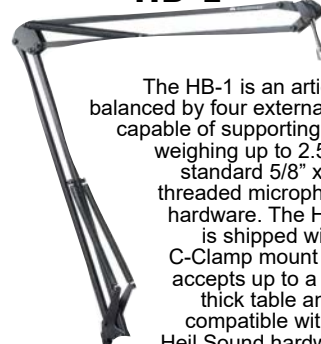 The HB-1 is an arti
balanced by four externa
capable of supporting
weighing up to 2.5
standard 5/8” x
threaded microph
hardware. The H
is shipped wi
C-Clamp mount
accepts up to a
thick table an
compatible wit
Heil Sound hardw